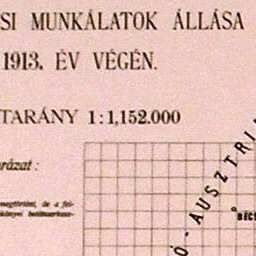 SI MUNKÁLATOK ÁLLÁSA
1913. ÉV VÉGÉN.
TARÁNY 1:1,152.000
rázat:
Ó-AUSZTRI
BÉCS